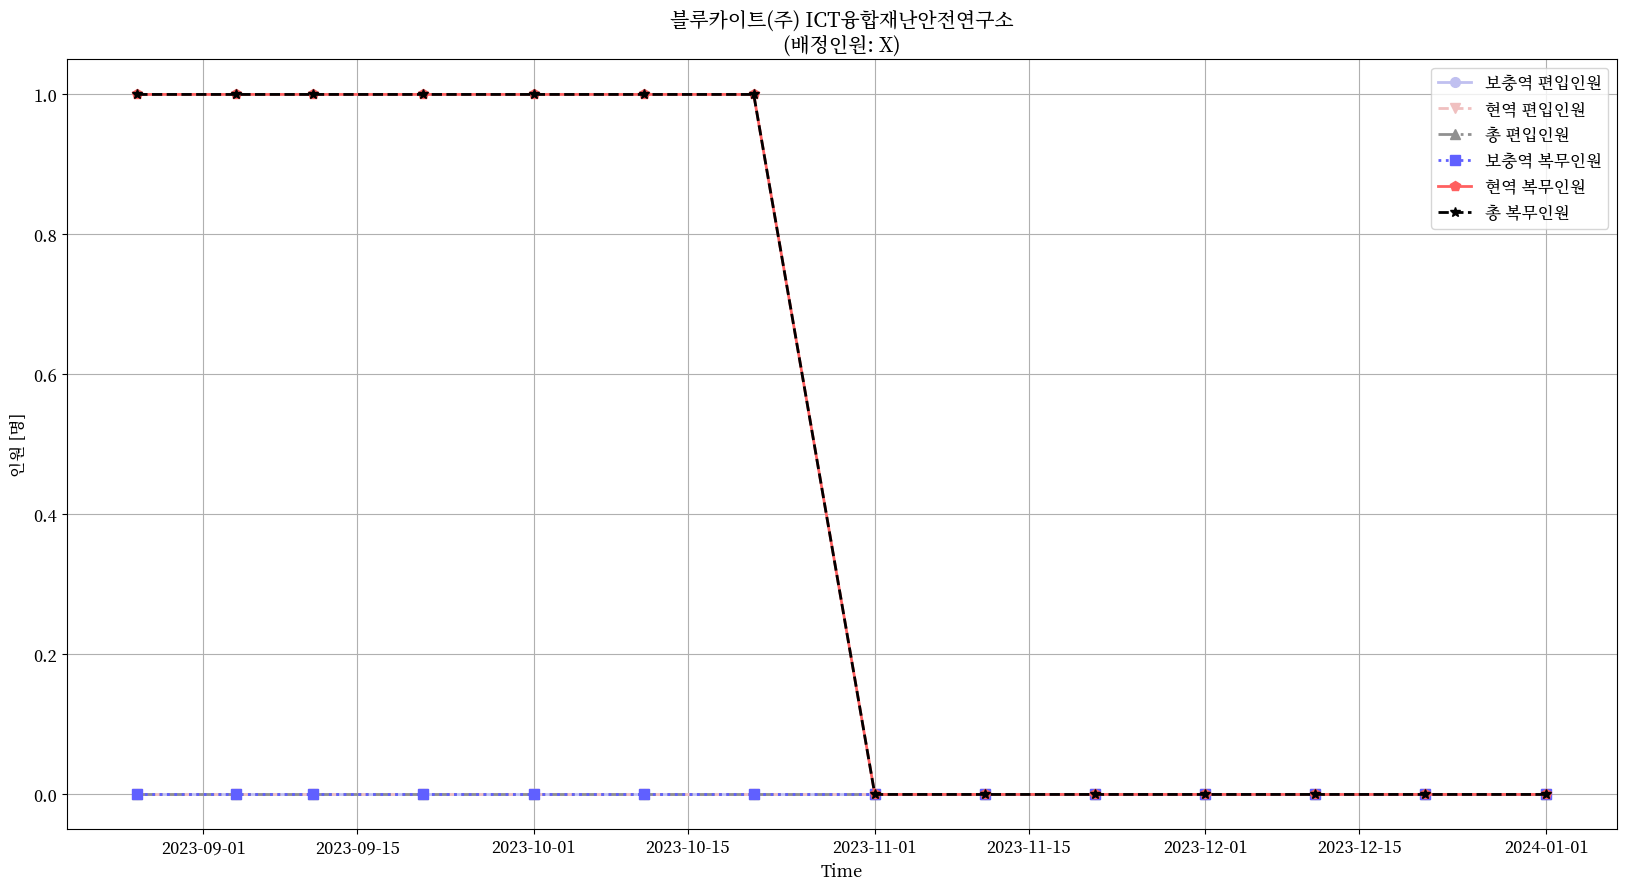 블루카이트(주) ICT융합재난안전연구소
(배정인원: X)
보충역 편입인원
현역 편입인원
총 편입인원
보충역 복무인원
현역 복무인원
총 복무인원
인원 [명]
1.0
0.8
0.6
0.4
0.2
0.0
2023-09-01
2023-09-15
2023-10-01
2023-10-15
2023-11-01
2023-11-15
2023-12-01
2023-12-15
2024-01-01
Time